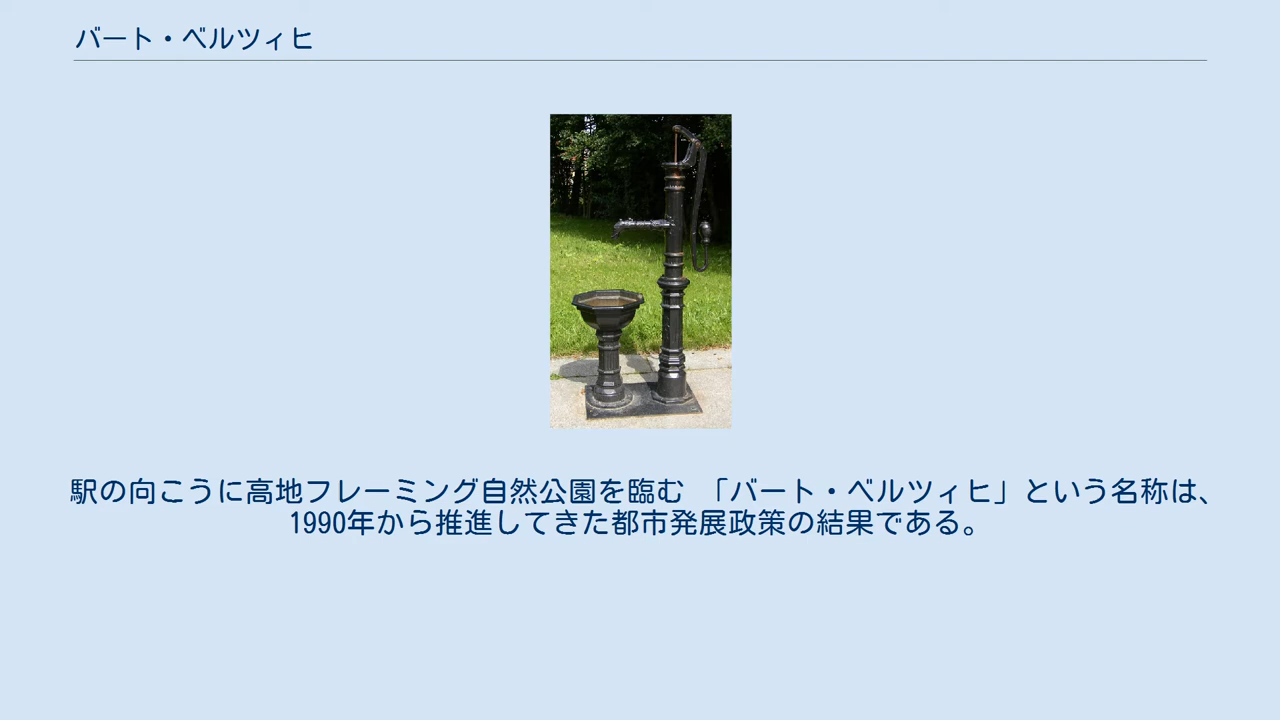 バート・ベルツィヒ
駅の向こうに高地フレーミング自然公園を臨む 「バート・ベルツィヒ」という名称は、
1990年から推進してきた都市発展政策の結果である。